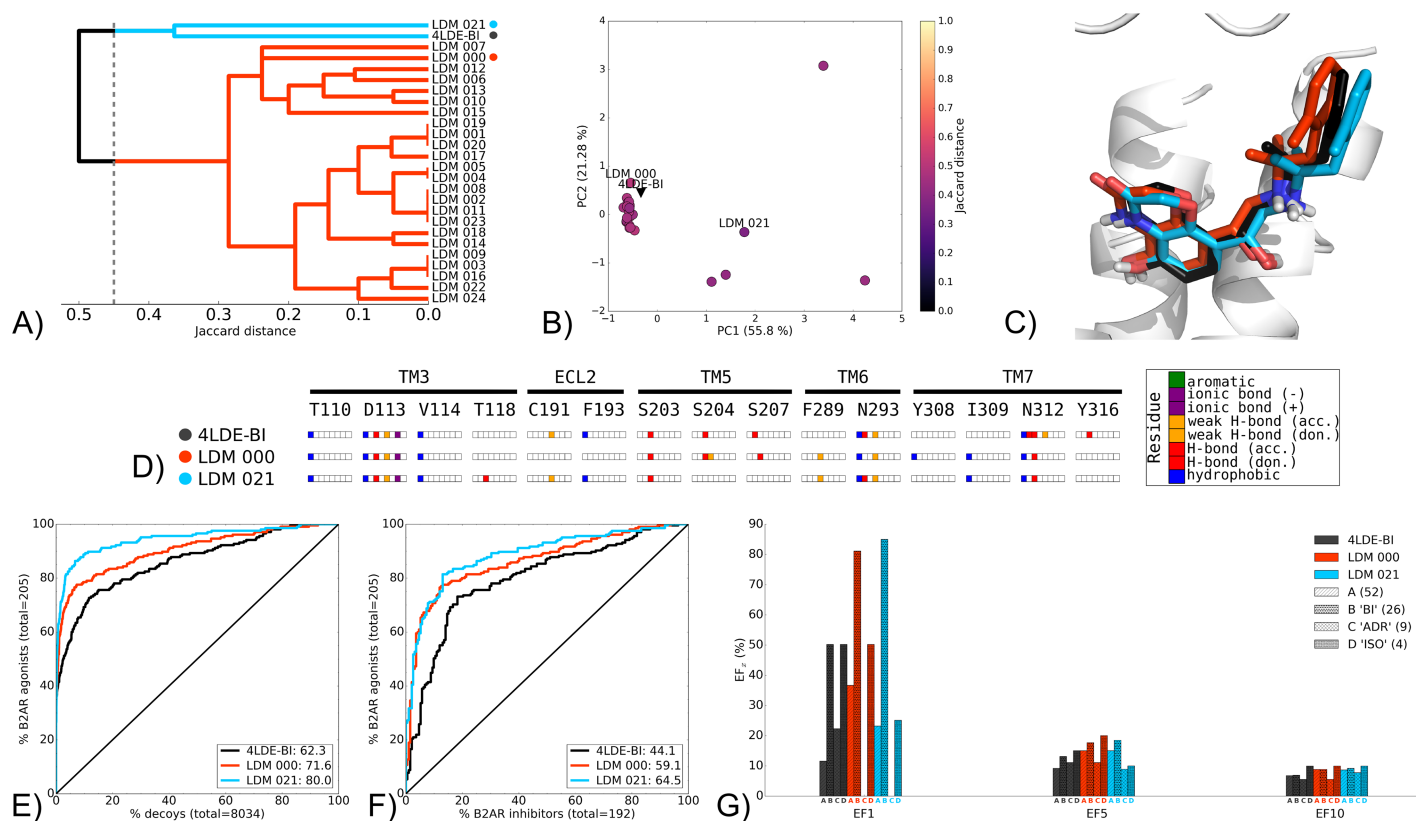 LDM 021
4LDE-BI
LDM 007
LDM 000
LDM 012
LDM 006
LDM 013
LDM 010
LDM 015
LDM 019
LDM 001
LDM 020
LDM 017
LDM 005
LDM 004
LDM 008
LDM 002
LDM 011
LDM 023
LDM 018
LDM 014
LDM 009
LDM 003
LDM 016
LDM 022
LDM 024
0.5 0.4 0.3 0.2 0.1 0.0
Jaccard distance
A)
4
3
2
1
0
−1
−2
PC2 (21.28 %)
LDM 000
4LDE-BI
LDM 021
−1 0 1 2 3 4 5
PC1 (55.8 %)
1.0
0.9
0.8
0.7
0.6
0.5
0.4
0.3
0.2
0.1
0.0
Jaccard distance
B)
C)
TM3 ECL2 TM5 TM6 TM7
T110 D113 V114 T118 C191 F193 S203 S204 S207 F289 N293 Y308 I309 N312 Y316
4LDE-BI
LDM 000
LDM 021
D)
Residue
aromatic
ionic bond (-)
ionic bond (+)
weak H-bond (acc.)
weak H-bond (don.)
H-bond (acc.)
H-bond (don.)
hydrophobic
100
80
60
40
20
0
% B2AR agonists (total=205)
4LDE-BI: 62.3
LDM 000: 71.6
LDM 021: 80.0
0 20 40 60 80 100
% decoys (total=8034)
E)
100
80
60
40
20
0
% B2AR agonists (total=205)
4LDE-BI: 44.1
LDM 000: 59.1
LDM 021: 64.5
0 20 40 60 80 100
% B2AR inhibitors (total=192)
F)
90
80
70
60
50
40
30
20
10
0
EFx (%)
4LDE-BI
LDM 000
LDM 021
A (52)
B 'BI' (26)
C 'ADR' (9)
D 'ISO' (4)
A B C D A B C D A B C D
A B C D A B C D A B C D
A B C D A B C D A B C D
EF1 EF5 EF10
G)